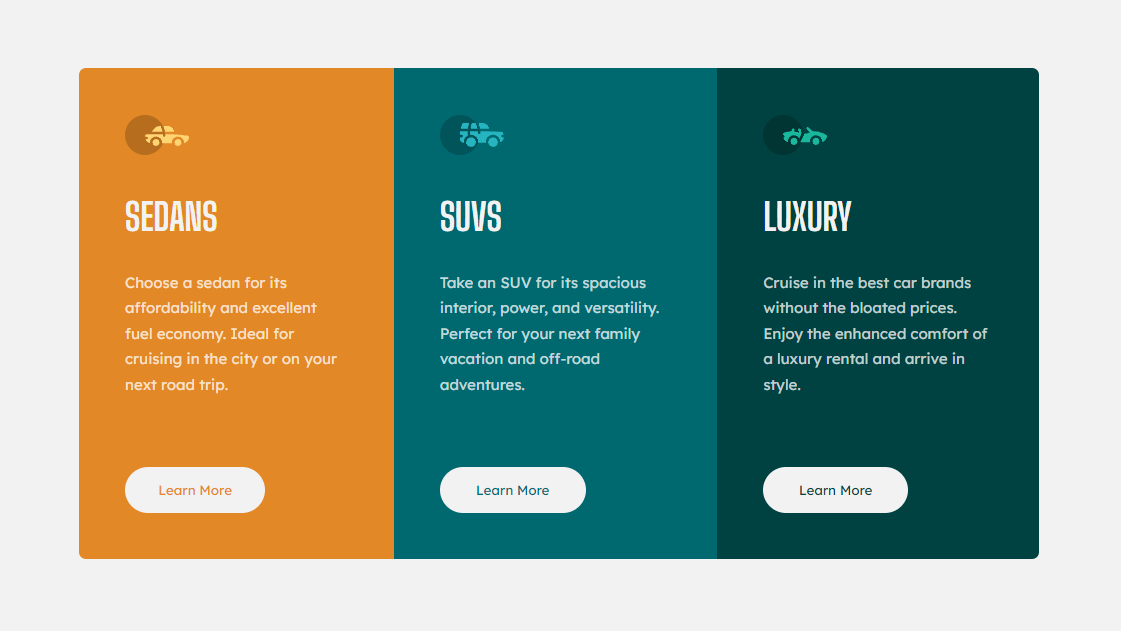 SEDANS
Choose a sedan for its
affordability and excellent
fuel economy. Ideal for
cruising in the city or on your
next road trip.
Learn More
SUVS
Take an SUV for its spacious
interior, power, and versatility.
Perfect for your next family
vacation and off-road
adventures.
Learn More
LUXURY
Cruise in the best car brands
without the bloated prices.
Enjoy the enhanced comfort of
a luxury rental and arrive in
style.
Learn More